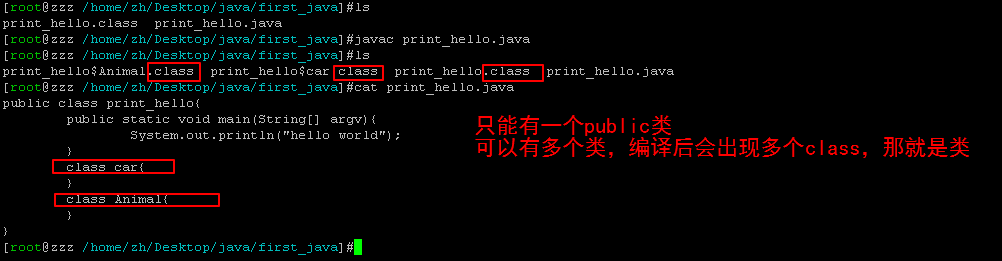 [root@zzz /home/zh/Desktop/java/first_java]#ls
print_hello.class  print_hello.java
[root@zzz /home/zh/Desktop/java/first_java]#javac print_hello.java
[root@zzz /home/zh/Desktop/java/first_java]#ls
print_hello$Animal.class  print_hello$car.class  print_hello.class  print_hello.java
[root@zzz /home/zh/Desktop/java/first_java]#cat print_hello.java
public class print_hello{
        public static void main(String[] argv){
                System.out.println("hello world");
        }
        class car{
        }
        class Animal{
        }
}
[root@zzz /home/zh/Desktop/java/first_java]#
只能有一个public类
可以有多个类，编译后会出现多个class，那就是类